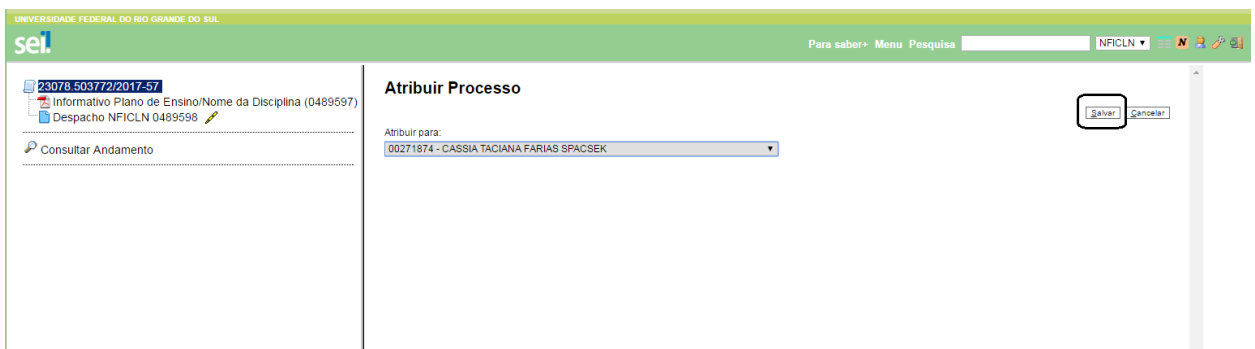 UNIVERSIDADE FEDERAL DO RIO GRANDE DO SUL
sei!
Para saber+ Menu Pesquisa NFICLN N
23078.503772/2017-57
Informativo Plano de Ensino/Nome da Disciplina (0489597)
Despacho NFICLN 0489598
Consultar Andamento
Atribuir Processo
Salvar Cancelar
Atribuir para:
00271874 - CASSIA TACIANA FARIAS SPACSEK